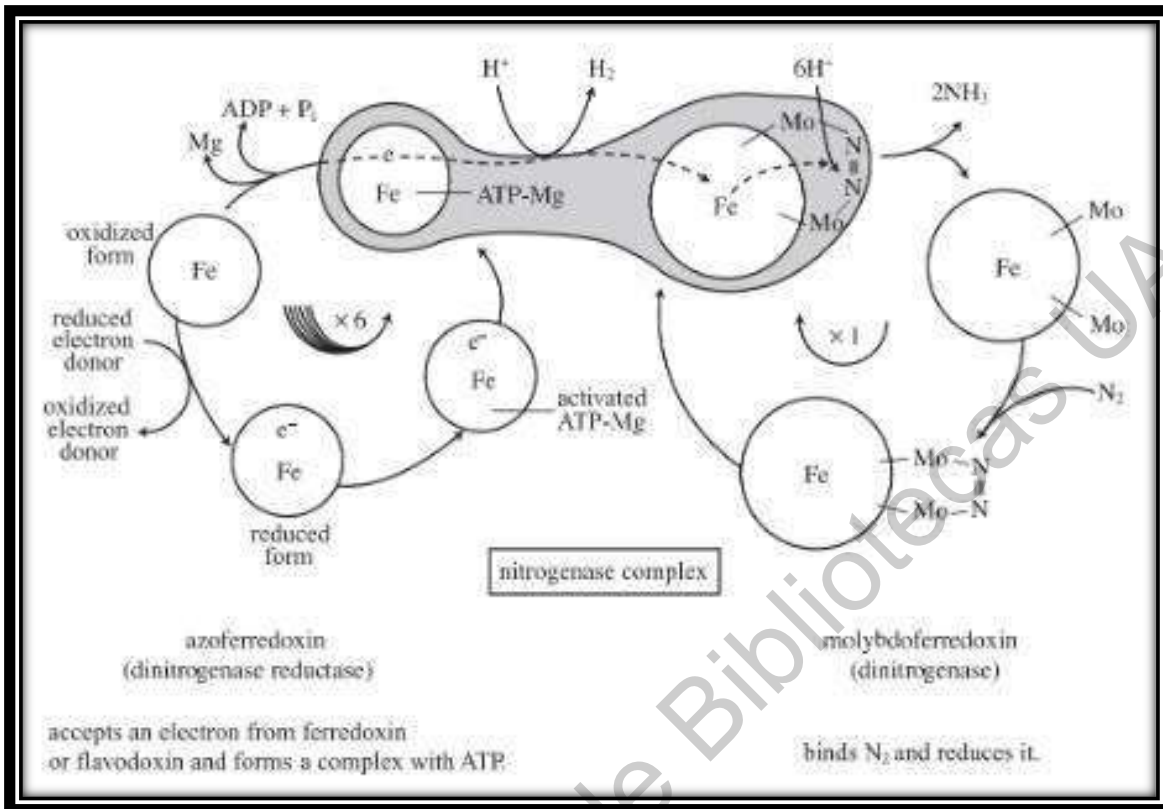 H⁺
H₂
6H⁺
2NH₃
ADP + Pᵢ
Mg
e
Fe
ATP-Mg
Fe
Mo
N
≡
N
Mo
oxidized
form
Fe
Mo
Fe
Mo
reduced
electron
donor
× 6
e⁻
Fe
× 1
oxidized
electron
donor
activated
ATP-Mg
N₂
e⁻
Fe
reduced
form
Fe
Mo
N
≡
Mo
N
nitrogenase complex
azoferredoxin
(dinitrogenase reductase)
molybdoferredoxin
(dinitrogenase)
accepts an electron from ferredoxin
or flavodoxin and forms a complex with ATP.
binds N₂ and reduces it.
e Bibliotecas UA